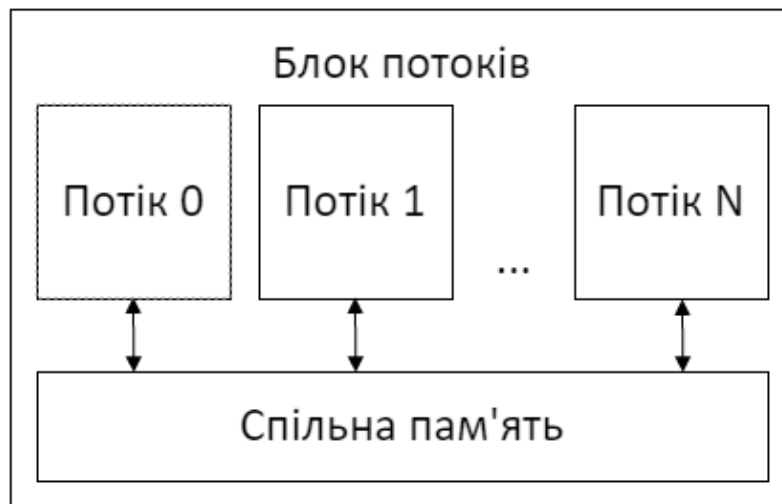 Блок потоків
Потік 0
Потік 1
...
Потік N
Спільна пам'ять